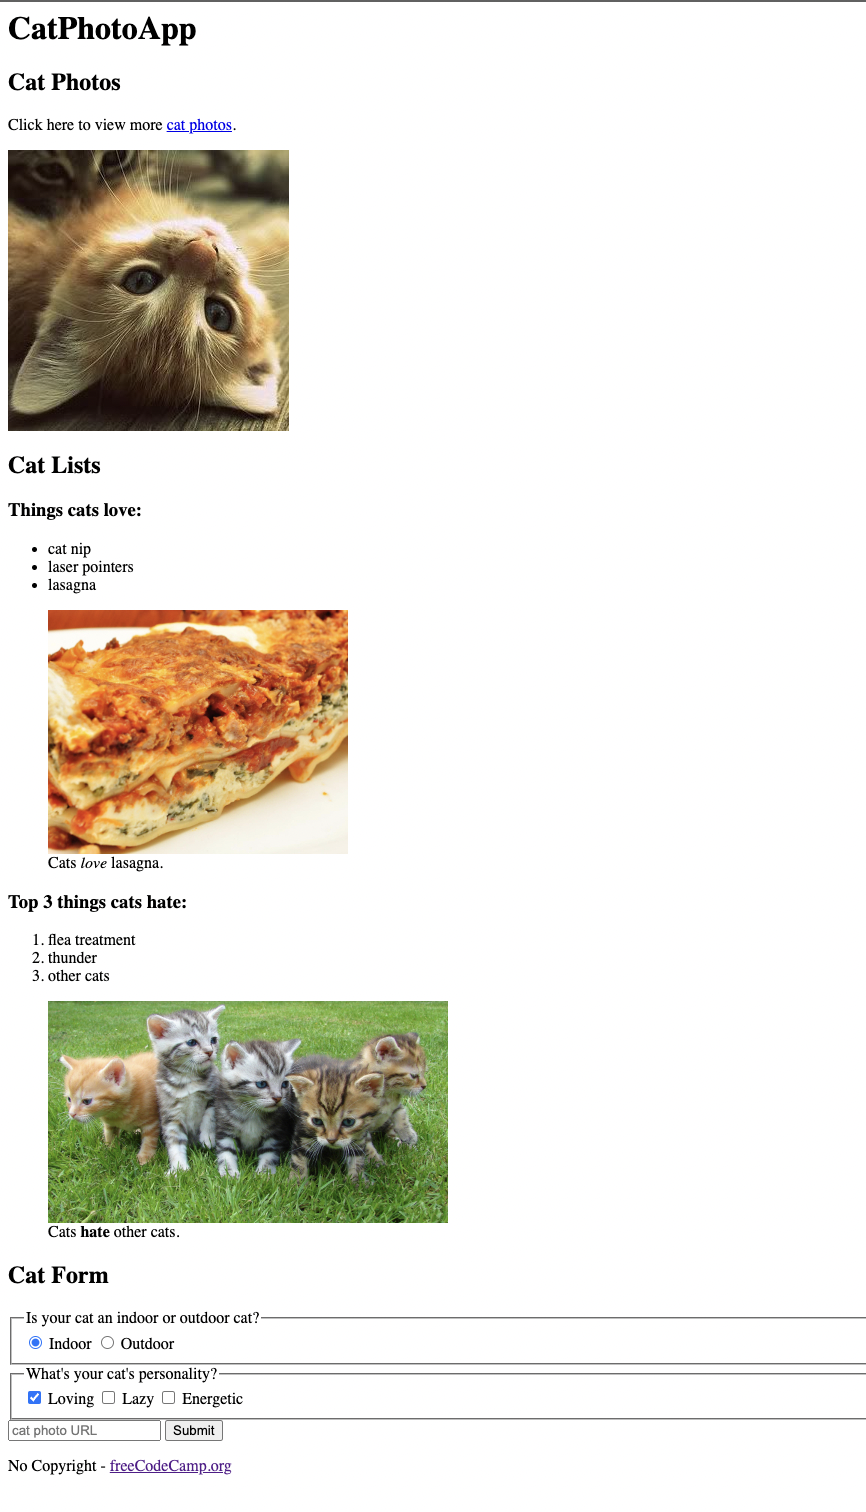 CatPhotoApp
Cat Photos
Click here to view more cat photos.
Cat Lists
Things cats love:
• cat nip
• laser pointers
• lasagna
Cats love lasagna.
Top 3 things cats hate:
1. flea treatment
2. thunder
3. other cats
Cats hate other cats.
Cat Form
Is your cat an indoor or outdoor cat?
Indoor Outdoor
What's your cat's personality?
Loving Lazy Energetic
cat photo URL Submit
No Copyright - freeCodeCamp.org